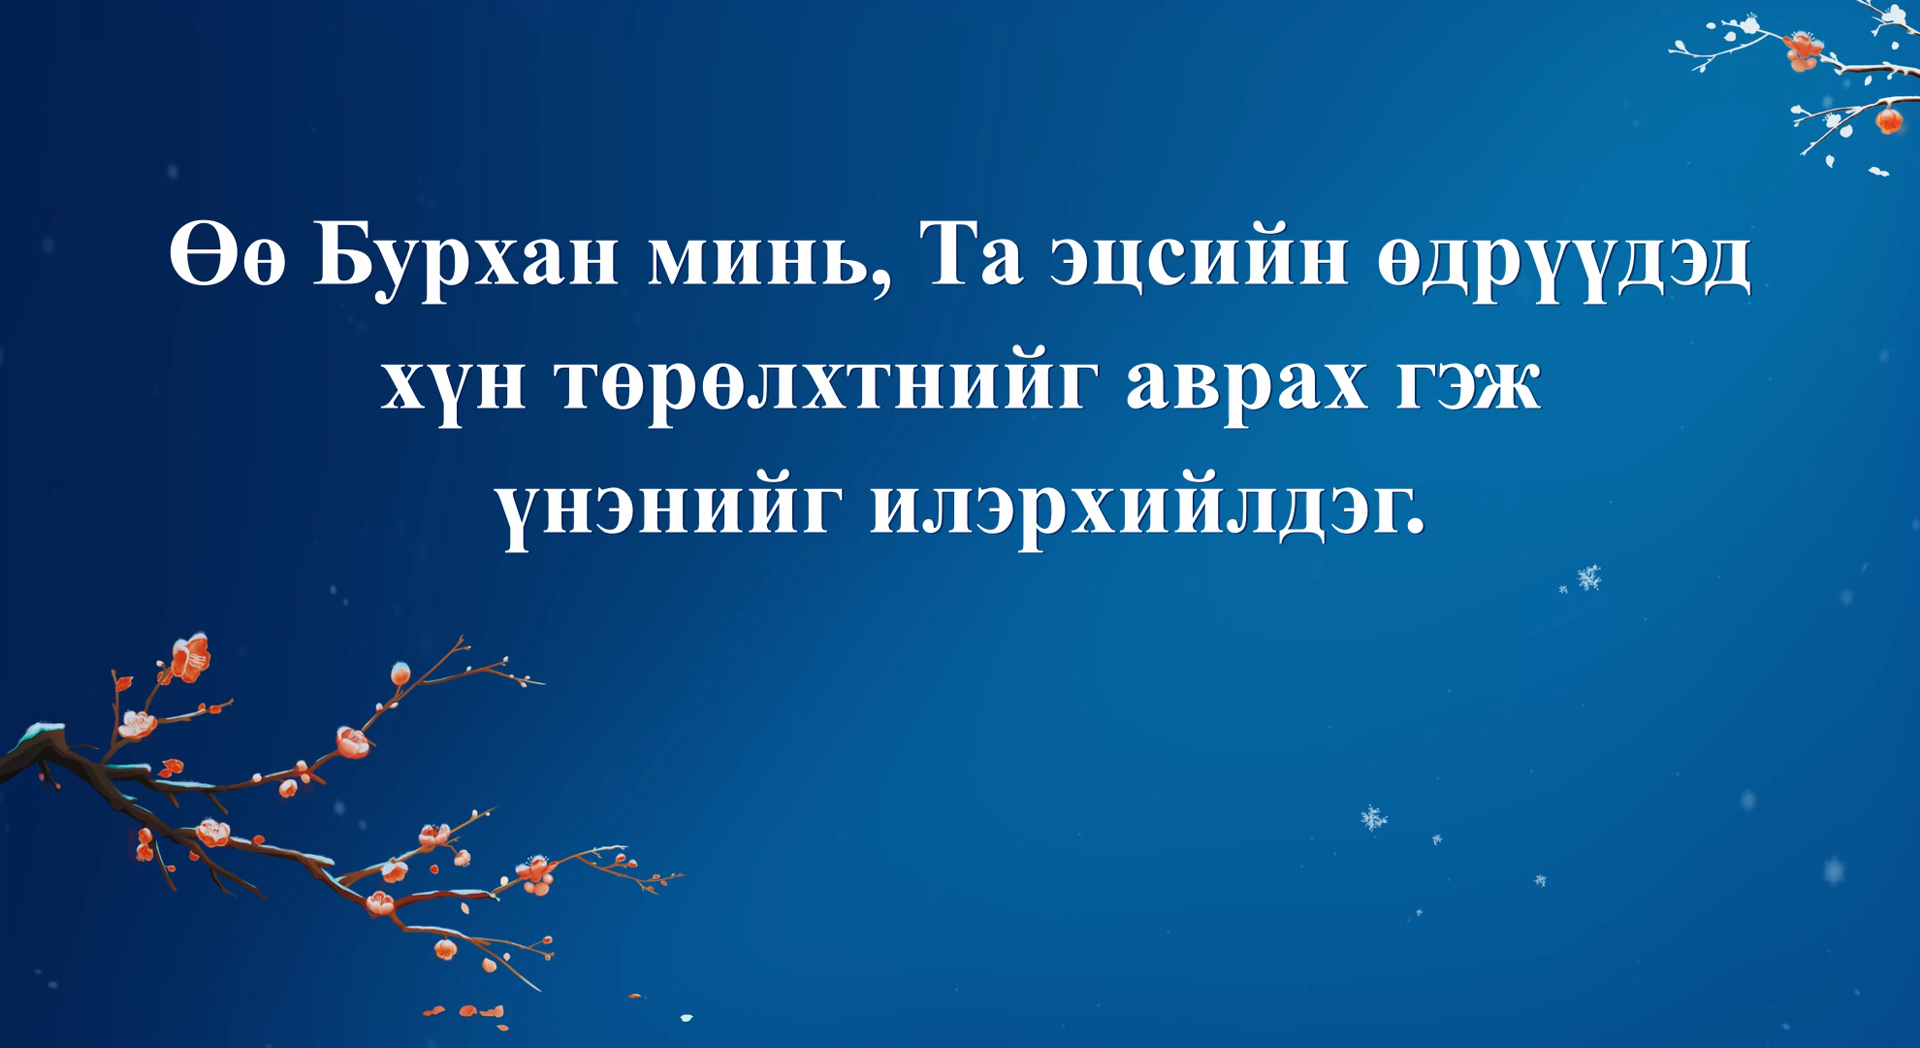 Өө Бурхан минь, Та эцсийн өдрүүдэд
хүн төрөлхтнийг аврах гэж
үнэнийг илэрхийлдэг.